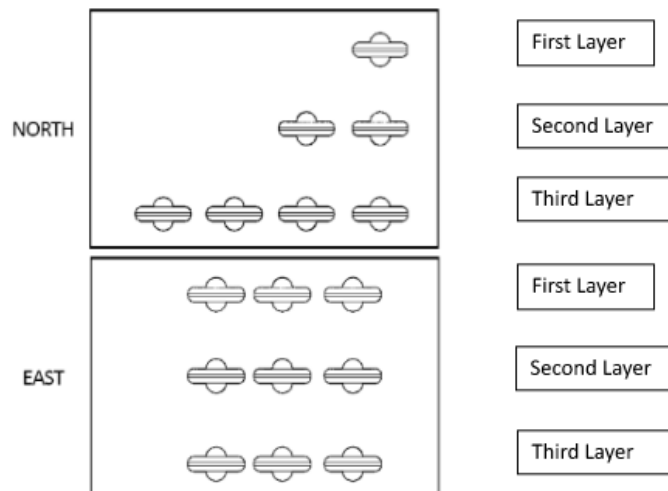 First Layer
NORTH
Second Layer
Third Layer
First Layer
EAST
Second Layer
Third Layer